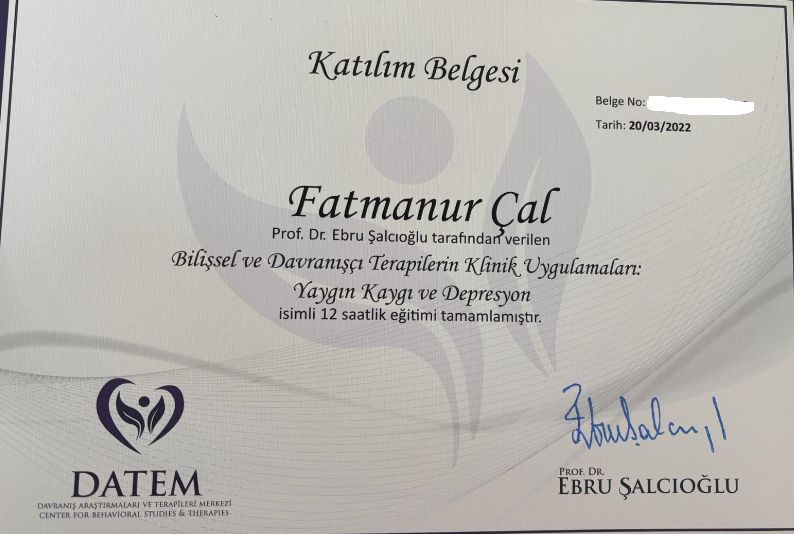 Katılım Belgesi
Belge No:
Tarih: 20/03/2022
Fatmanur Çal
Prof. Dr. Ebru Şalcıoğlu tarafından verilen
Bilişsel ve Davranışçı Terapilerin Klinik Uygulamaları:
Yaygın Kaygı ve Depresyon
isimli 12 saatlik eğitimi tamamlamıştır.
DATEM
DAVRANIŞ ARAŞTIRMALARI VE TERAPİLERİ MERKEZİ
CENTER FOR BEHAVIORAL STUDIES & THERAPIES
PROF. DR.
EBRU ŞALCIOĞLU